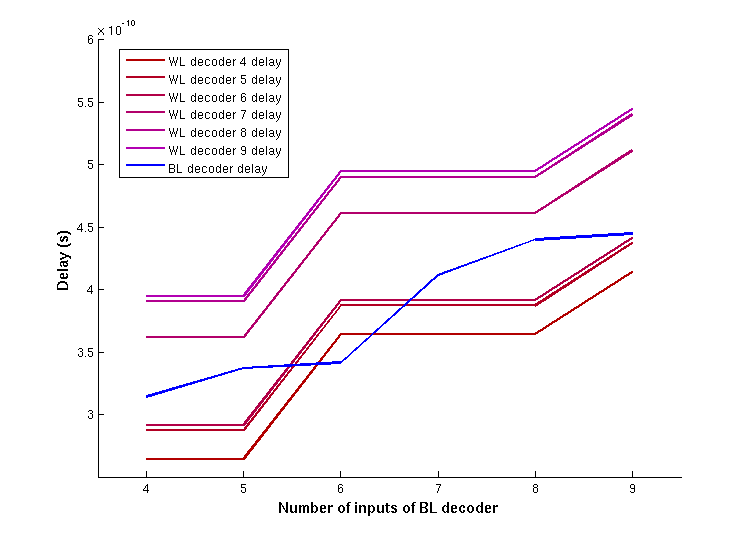 × 10^-10
6
5.5
5
4.5
4
3.5
3
Delay (s)
WL decoder 4 delay
WL decoder 5 delay
WL decoder 6 delay
WL decoder 7 delay
WL decoder 8 delay
WL decoder 9 delay
BL decoder delay
4 5 6 7 8 9
Number of inputs of BL decoder